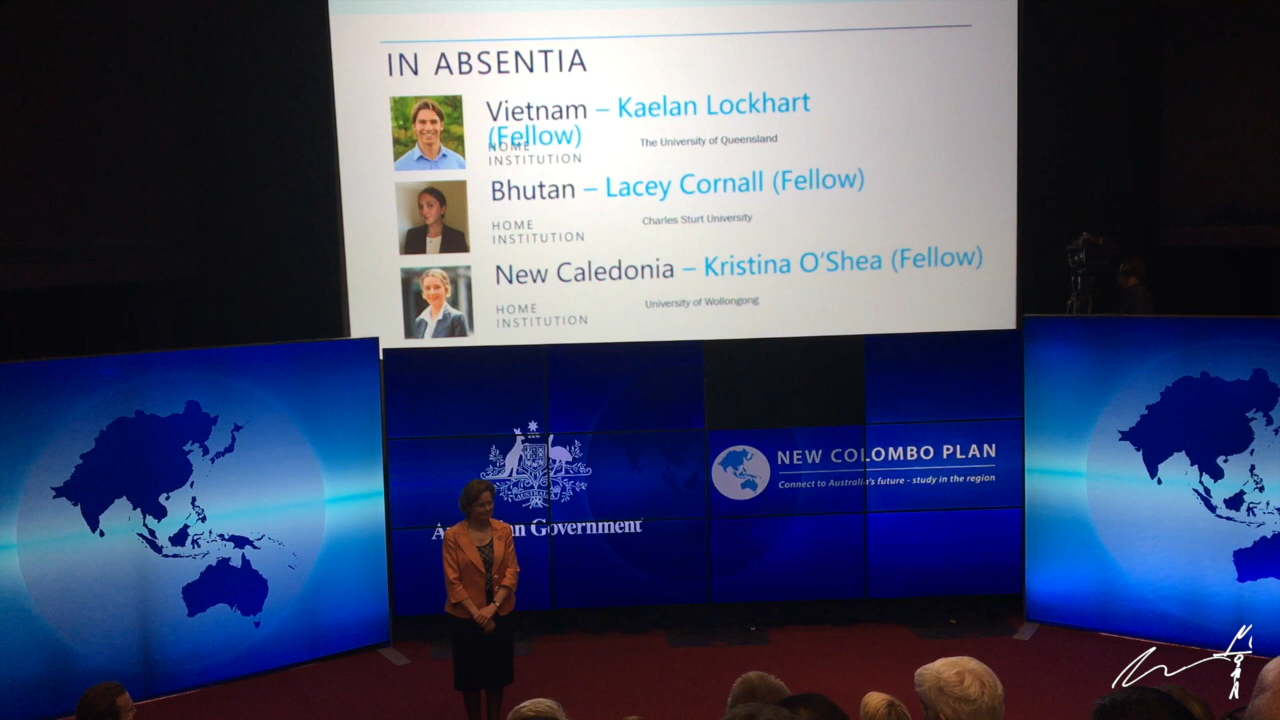 IN ABSENTIA
Vietnam – Kaelan Lockhart
(Fellow)
HOME
INSTITUTION
The University of Queensland
Bhutan – Lacey Cornall (Fellow)
HOME
INSTITUTION
Charles Sturt University
New Caledonia – Kristina O'Shea (Fellow)
HOME
INSTITUTION
University of Wollongong
AUSTRALIA
Government
NEW COLOMBO PLAN
Connect to Australia's future - study in the region